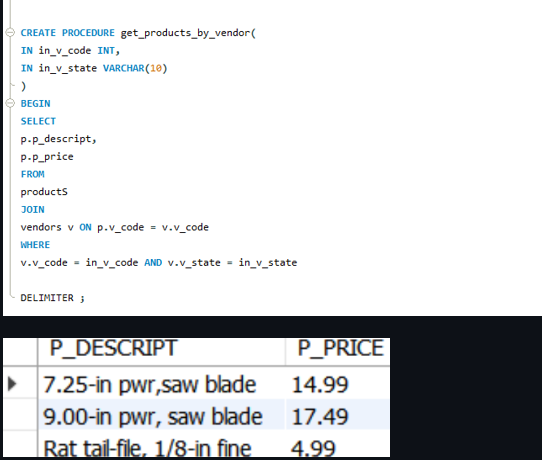 CREATE PROCEDURE get_products_by_vendor(
IN in_v_code INT,
IN in_v_state VARCHAR(10)
)
BEGIN
SELECT
p.p_descript,
p.p_price
FROM
productS
JOIN
vendors v ON p.v_code = v.v_code
WHERE
v.v_code = in_v_code AND v.v_state = in_v_state
DELIMITER ;
P_DESCRIPT P_PRICE
7.25-in pwr,saw blade 14.99
9.00-in pwr, saw blade 17.49
Rat tail-file, 1/8-in fine 4.99